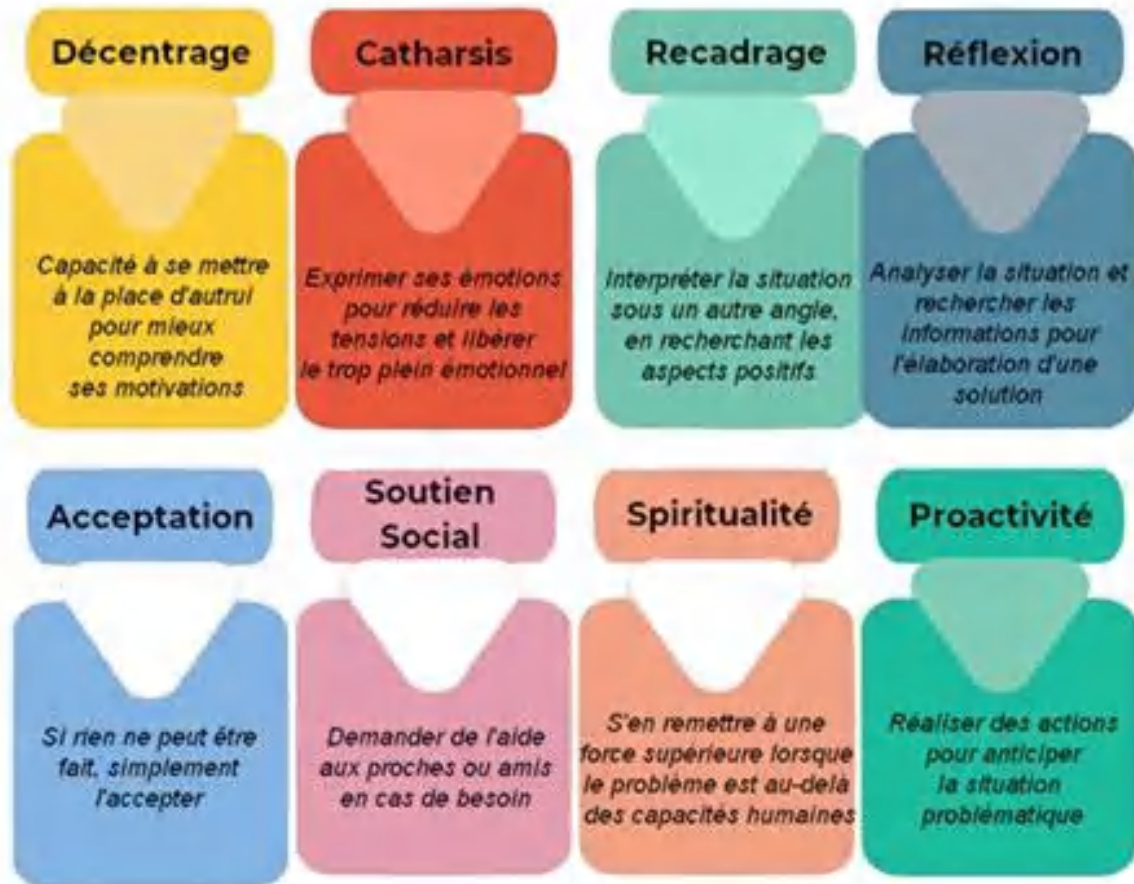 Décentrage
Capacité à se mettre
à la place d'autrui
pour mieux
comprendre
ses motivations
Catharsis
Exprimer ses émotions
pour réduire les
tensions et libérer
le trop plein émotionnel
Recadrage
Interpréter la situation
sous un autre angle,
en recherchant les
aspects positifs
Réflexion
Analyser la situation et
rechercher les
informations pour
l'élaboration d'une
solution
Acceptation
Si rien ne peut être
fait, simplement
l'accepter
Soutien
Social
Demander de l'aide
aux proches ou amis
en cas de besoin
Spiritualité
S'en remettre à une
force supérieure lorsque
le problème est au-delà
des capacités humaines
Proactivité
Réaliser des actions
pour anticiper
la situation
problématique